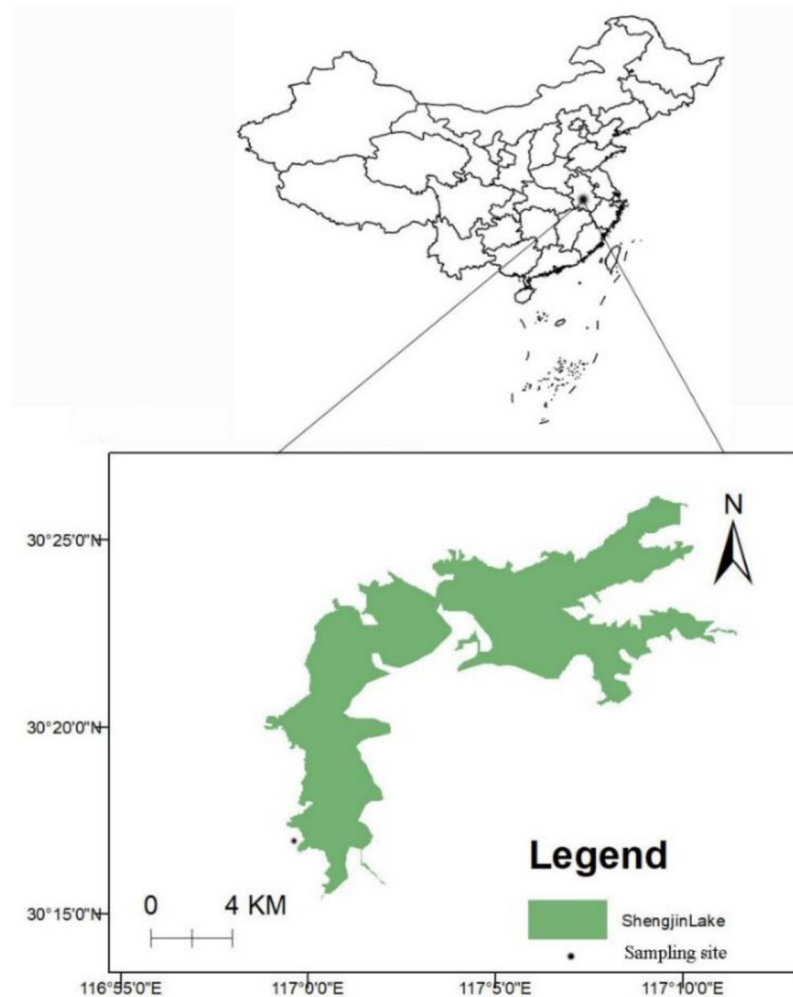 N
30°25'0"N
30°20'0"N
30°15'0"N
0 4 KM
Legend
ShengjinLake
Sampling site
116°55'0"E 117°0'0"E 117°5'0"E 117°10'0"E